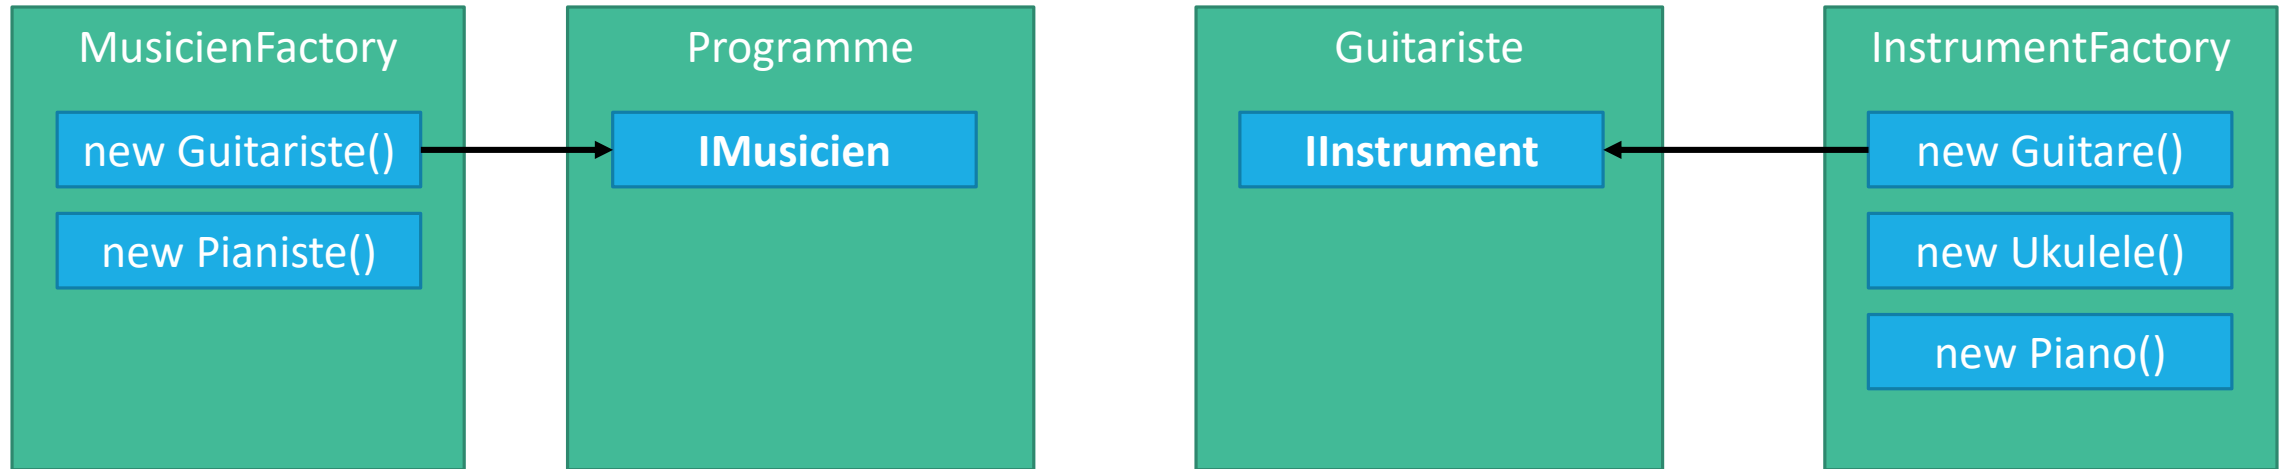 MusicienFactory
new Guitariste()
new Pianiste()
Programme
IMusicien
Guitariste
IInstrument
InstrumentFactory
new Guitare()
new Ukulele()
new Piano()